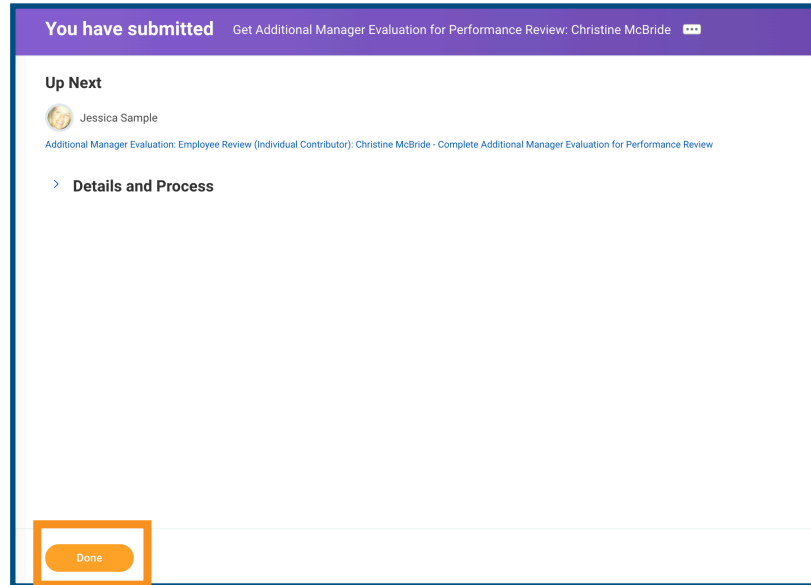 You have submitted Get Additional Manager Evaluation for Performance Review: Christine McBride
Up Next
Jessica Sample
Additional Manager Evaluation: Employee Review (Individual Contributor): Christine McBride - Complete Additional Manager Evaluation for Performance Review
Details and Process
Done